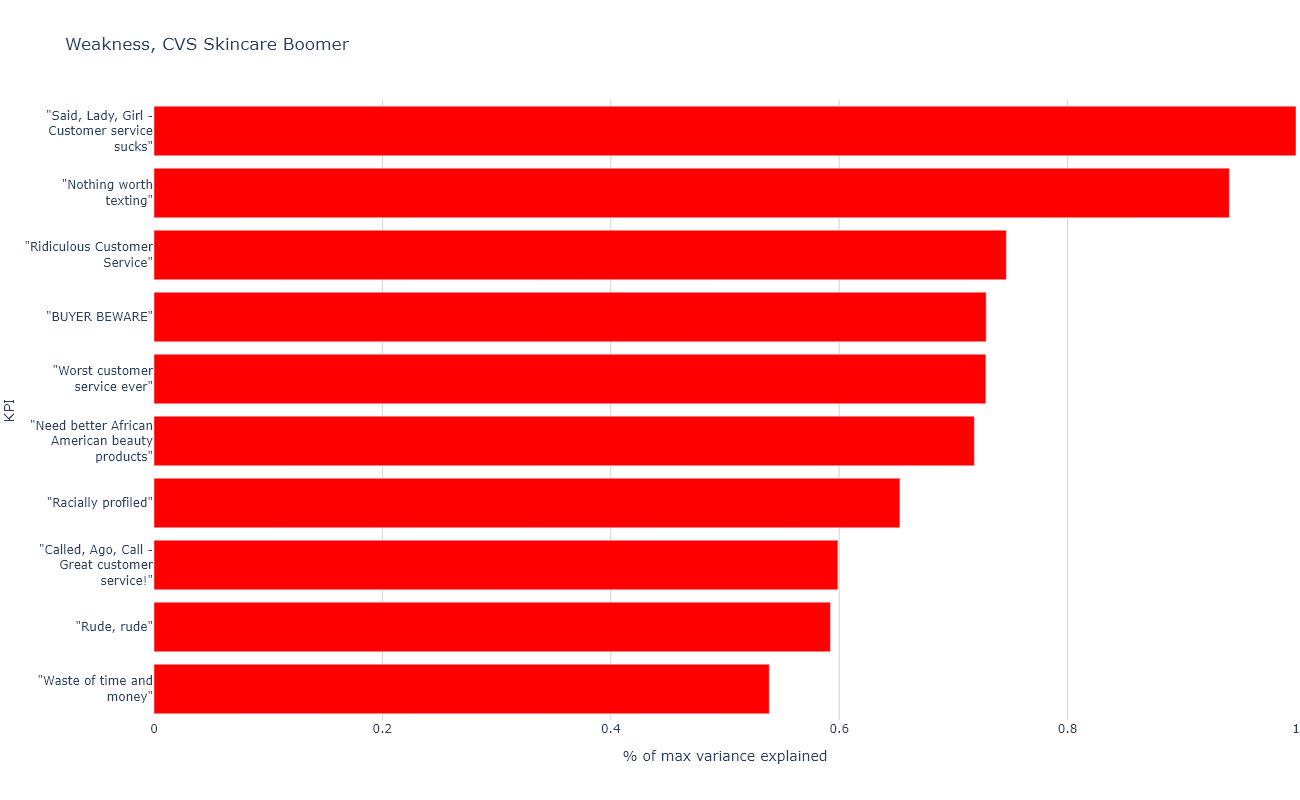 Weakness, CVS Skincare Boomer
"Said, Lady, Girl -
Customer service
sucks"
"Nothing worth
texting"
"Ridiculous Customer
Service"
"BUYER BEWARE"
"Worst customer
service ever"
"Need better African
American beauty
products"
"Racially profiled"
"Called, Ago, Call -
Great customer
service!"
"Rude, rude"
"Waste of time and
money"
KPI
0 0.2 0.4 0.6 0.8 1
% of max variance explained